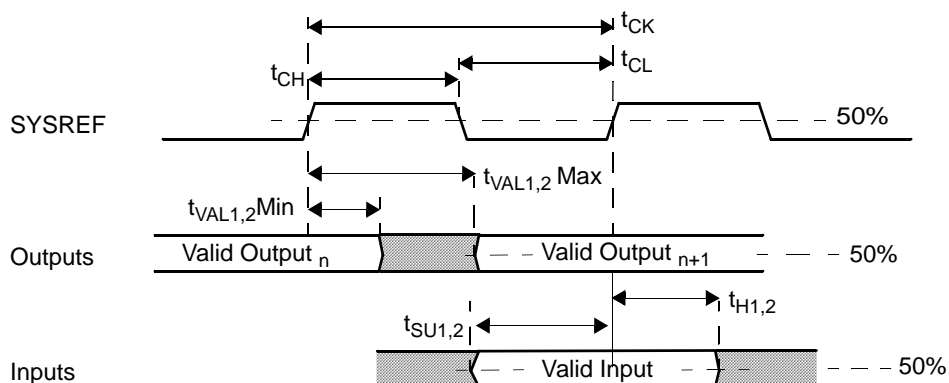 tCK
tCH
tCL
SYSREF
50%
tVAL1,2 Max
tVAL1,2Min
Outputs
Valid Output n
Valid Output n+1
50%
tSU1,2
tH1,2
Inputs
Valid Input
50%